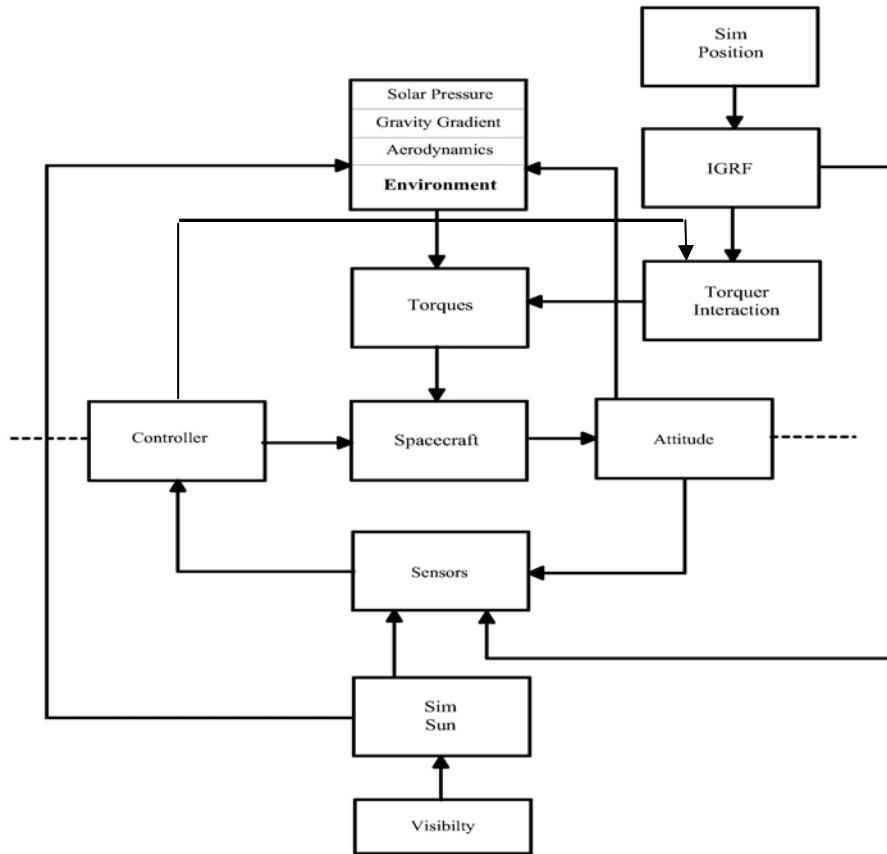 Sim
Position
Solar Pressure
Gravity Gradient
Aerodynamics
Environment
IGRF
Torques
Torquer
Interaction
Controller
Spacecraft
Attitude
Sensors
Sim
Sun
Visibilty